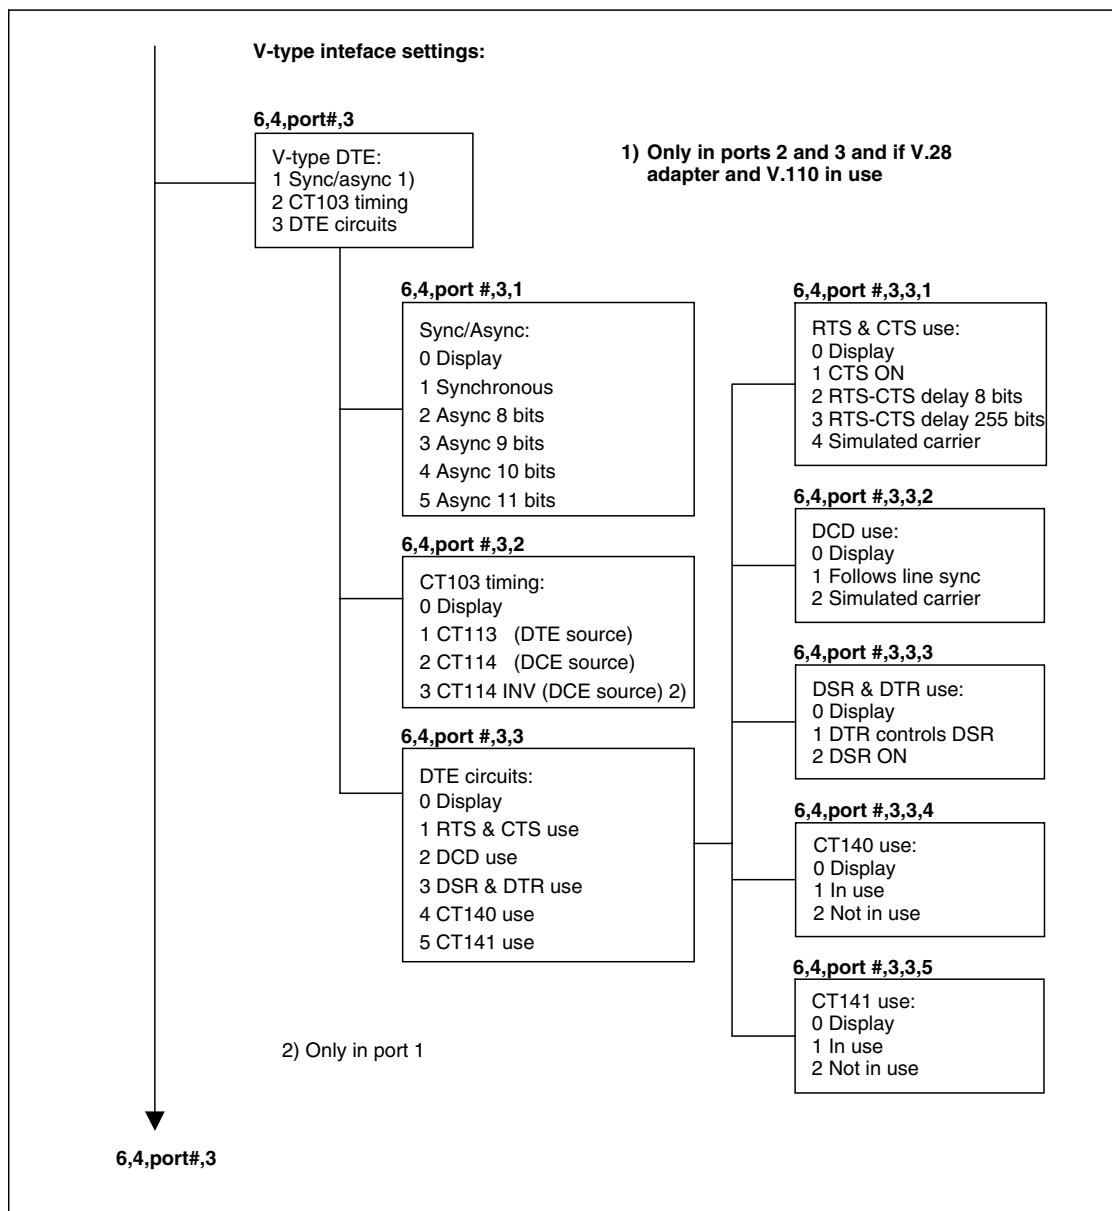 V-type inteface settings:
6,4,port#,3
V-type DTE:
1 Sync/async 1)
2 CT103 timing
3 DTE circuits
1) Only in ports 2 and 3 and if V.28
adapter and V.110 in use
6,4,port #,3,1
Sync/Async:
0 Display
1 Synchronous
2 Async 8 bits
3 Async 9 bits
4 Async 10 bits
5 Async 11 bits
6,4,port #,3,2
CT103 timing:
0 Display
1 CT113 (DTE source)
2 CT114 (DCE source)
3 CT114 INV (DCE source) 2)
6,4,port #,3,3
DTE circuits:
0 Display
1 RTS & CTS use
2 DCD use
3 DSR & DTR use
4 CT140 use
5 CT141 use
6,4,port #,3,3,1
RTS & CTS use:
0 Display
1 CTS ON
2 RTS-CTS delay 8 bits
3 RTS-CTS delay 255 bits
4 Simulated carrier
6,4,port #,3,3,2
DCD use:
0 Display
1 Follows line sync
2 Simulated carrier
6,4,port #,3,3,3
DSR & DTR use:
0 Display
1 DTR controls DSR
2 DSR ON
6,4,port #,3,3,4
CT140 use:
0 Display
1 In use
2 Not in use
6,4,port #,3,3,5
CT141 use:
0 Display
1 In use
2 Not in use
2) Only in port 1
6,4,port#,3